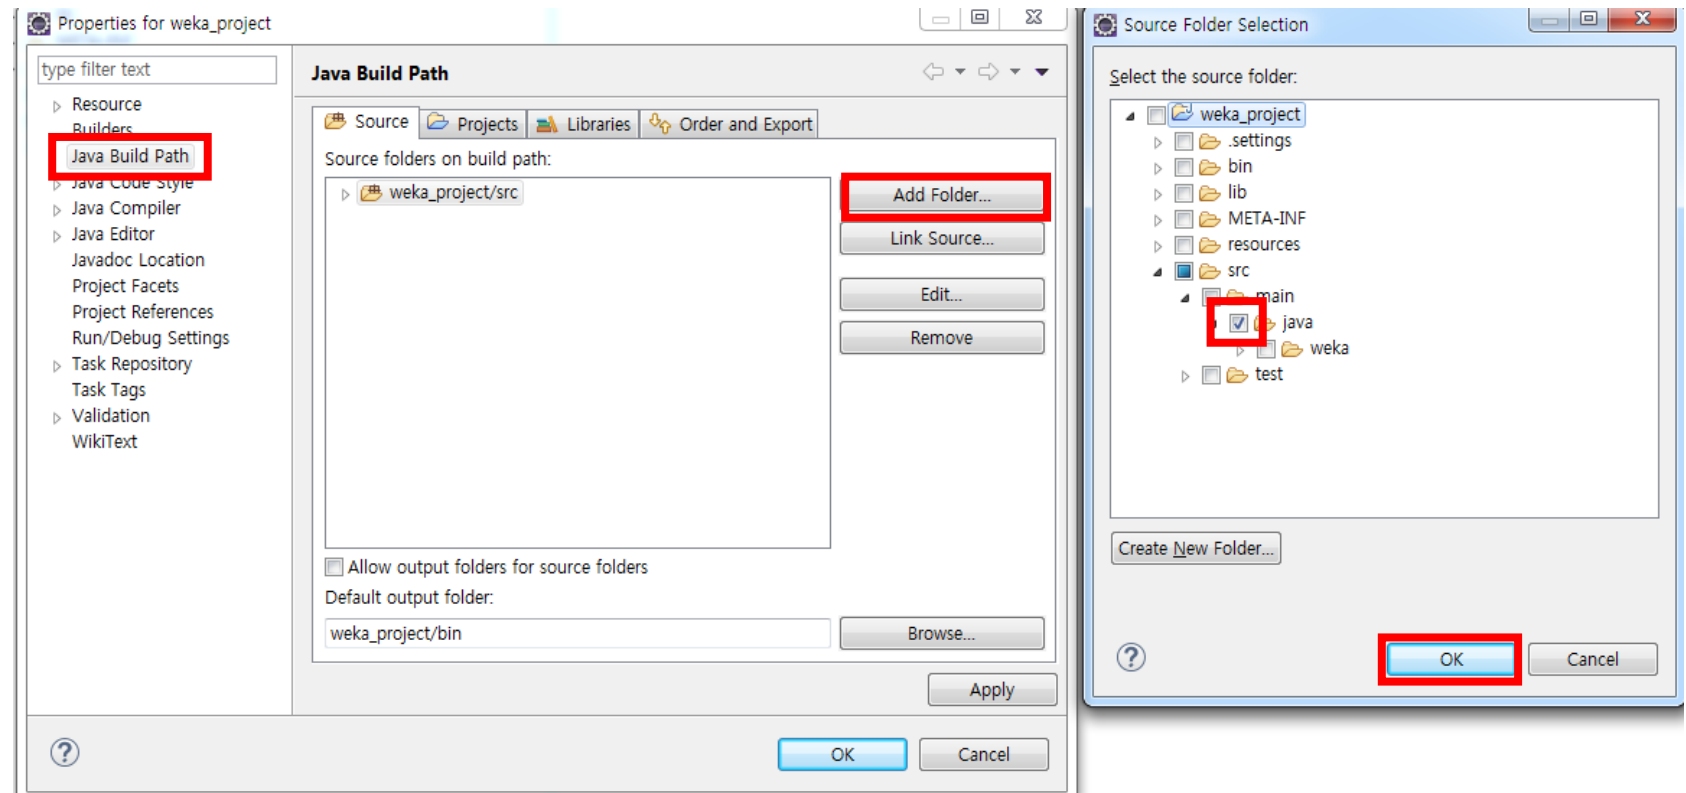 Properties for weka_project
type filter text
Resource
Builders
Java Build Path
Java Code Style
Java Compiler
Java Editor
Javadoc Location
Project Facets
Project References
Run/Debug Settings
Task Repository
Task Tags
Validation
WikiText
Java Build Path
Source Projects Libraries Order and Export
Source folders on build path:
weka_project/src
Add Folder...
Link Source...
Edit...
Remove
Allow output folders for source folders
Default output folder:
weka_project/bin
Browse...
Apply
OK Cancel
Source Folder Selection
Select the source folder:
weka_project
.settings
bin
lib
META-INF
resources
src
main
java
weka
test
Create New Folder...
OK Cancel